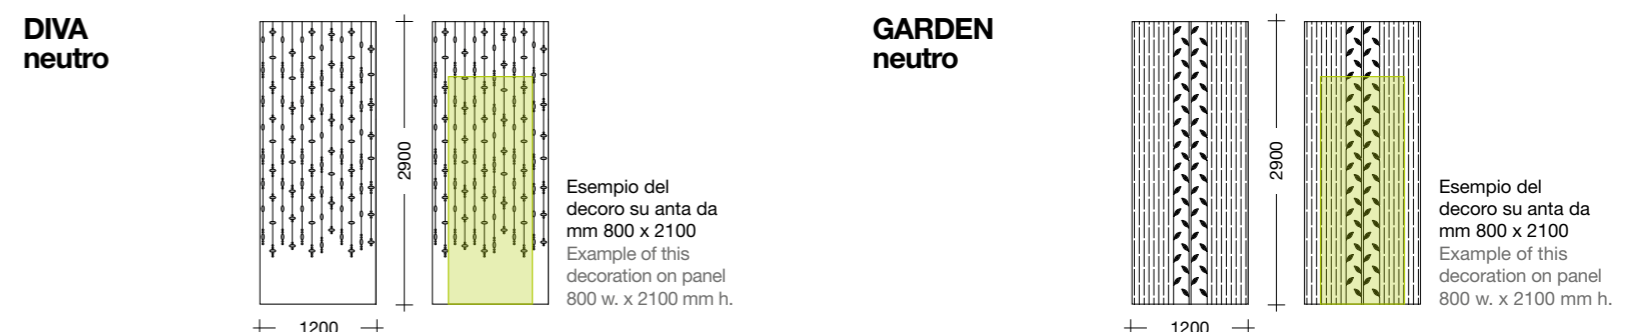 DIVA
neutro
2900
1200
Esempio del
decoro su anta da
mm 800 x 2100
Example of this
decoration on panel
800 w. x 2100 mm h.
GARDEN
neutro
2900
1200
Esempio del
decoro su anta da
mm 800 x 2100
Example of this
decoration on panel
800 w. x 2100 mm h.